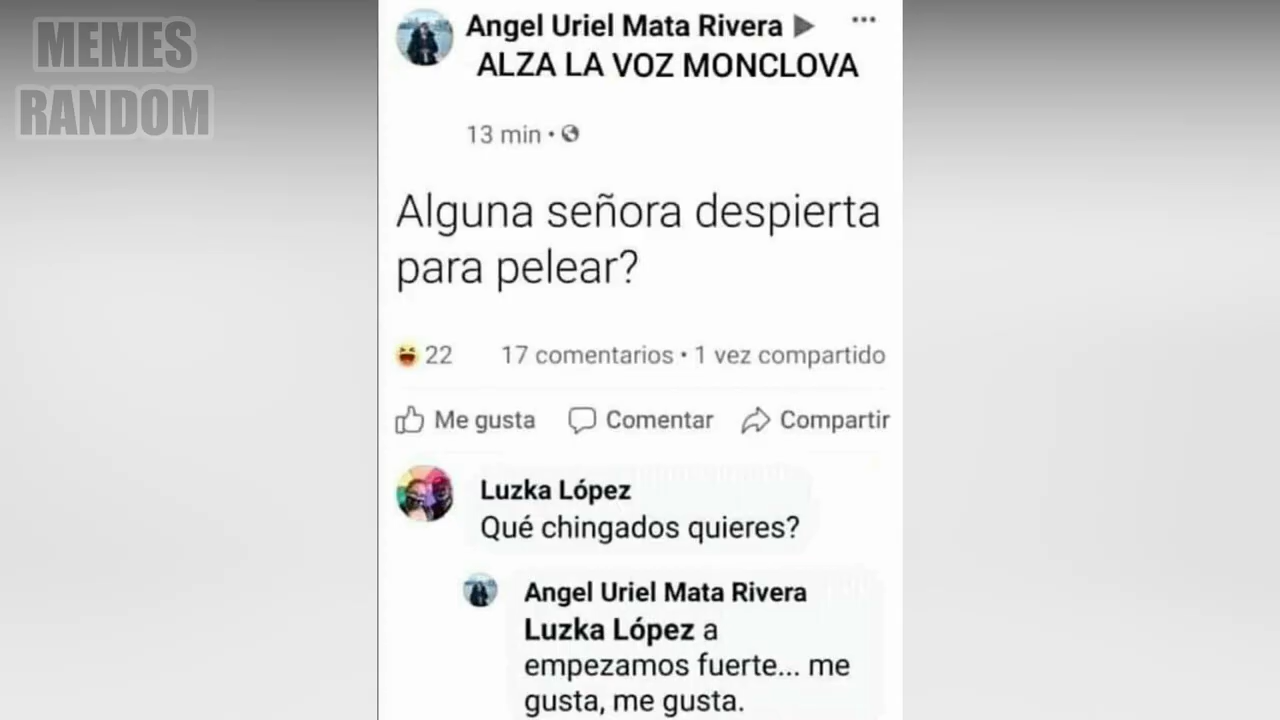 MEMES
RANDOM
Angel Uriel Mata Rivera
ALZA LA VOZ MONCLOVA
13 min •
Alguna señora despierta
para pelear?
22 17 comentarios • 1 vez compartido
Me gusta Comentar Compartir
Luzka López
Qué chingados quieres?
Angel Uriel Mata Rivera
Luzka López a
empezamos fuerte... me
gusta, me gusta.